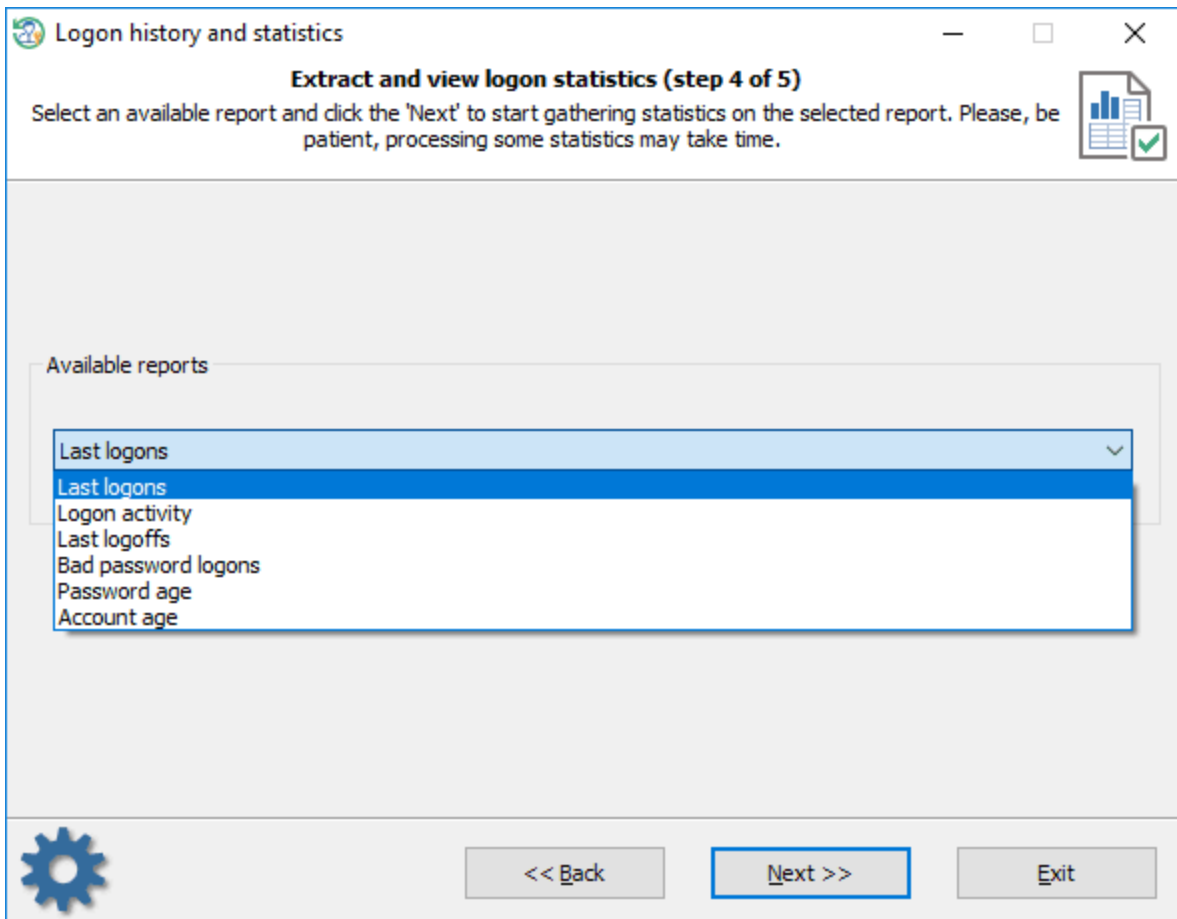 Logon history and statistics
Extract and view logon statistics (step 4 of 5)
Select an available report and click the 'Next' to start gathering statistics on the selected report. Please, be
patient, processing some statistics may take time.
Available reports
Last logons
Last logons
Logon activity
Last logoffs
Bad password logons
Password age
Account age
<< Back
Next >>
Exit